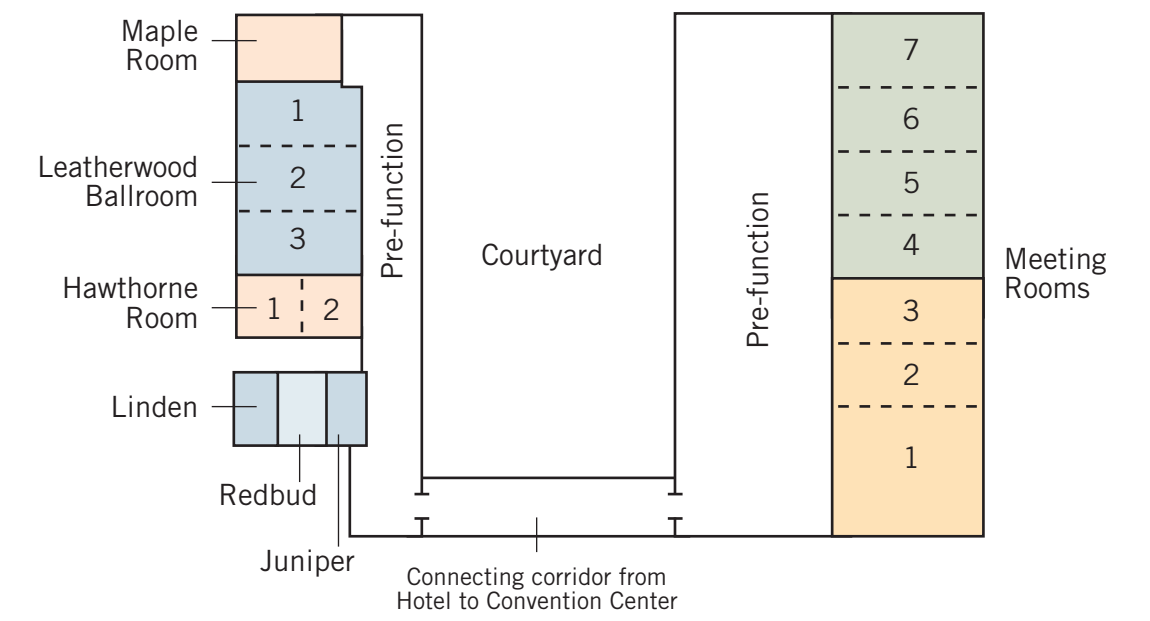 Maple
Room
1
Leatherwood
Ballroom
2
3
Hawthorne
Room
1
2
Linden
Redbud
Juniper
Pre-function
Courtyard
Connecting corridor from
Hotel to Convention Center
Pre-function
7
6
5
4
3
2
1
Meeting
Rooms